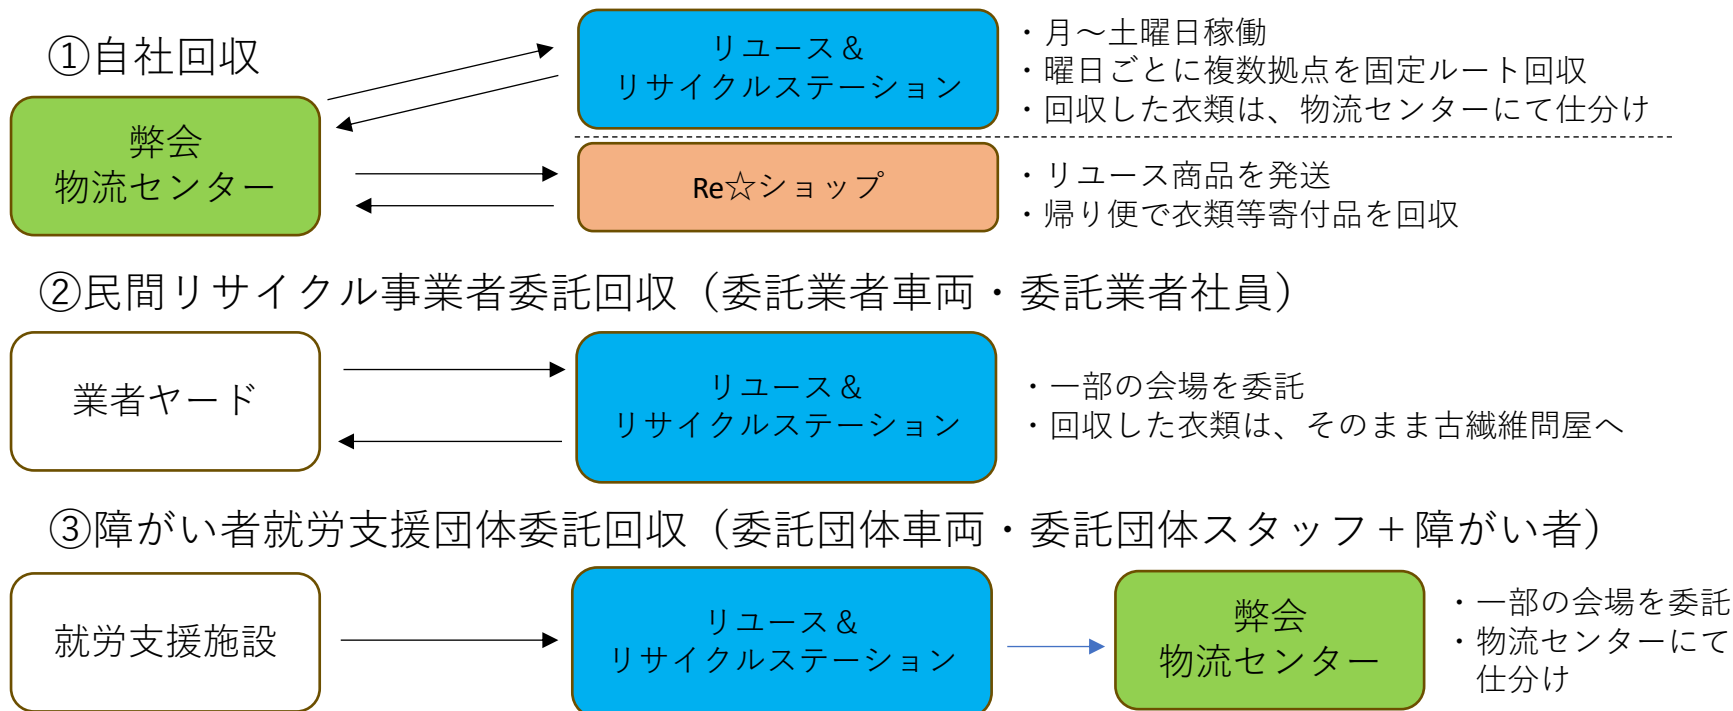 ①自社回収
弊会
物流センター
リユース＆
リサイクルステーション
・月～土曜日稼働
・曜日ごとに複数拠点を固定ルート回収
・回収した衣類は、物流センターにて仕分け
Re☆ショップ
・リユース商品を発送
・帰り便で衣類等寄付品を回収
②民間リサイクル事業者委託回収（委託業者車両・委託業者社員）
業者ヤード
リユース＆
リサイクルステーション
・一部の会場を委託
・回収した衣類は、そのまま古繊維問屋へ
③障がい者就労支援団体委託回収（委託団体車両・委託団体スタッフ＋障がい者）
就労支援施設
リユース＆
リサイクルステーション
弊会
物流センター
・一部の会場を委託
・物流センターにて
仕分け